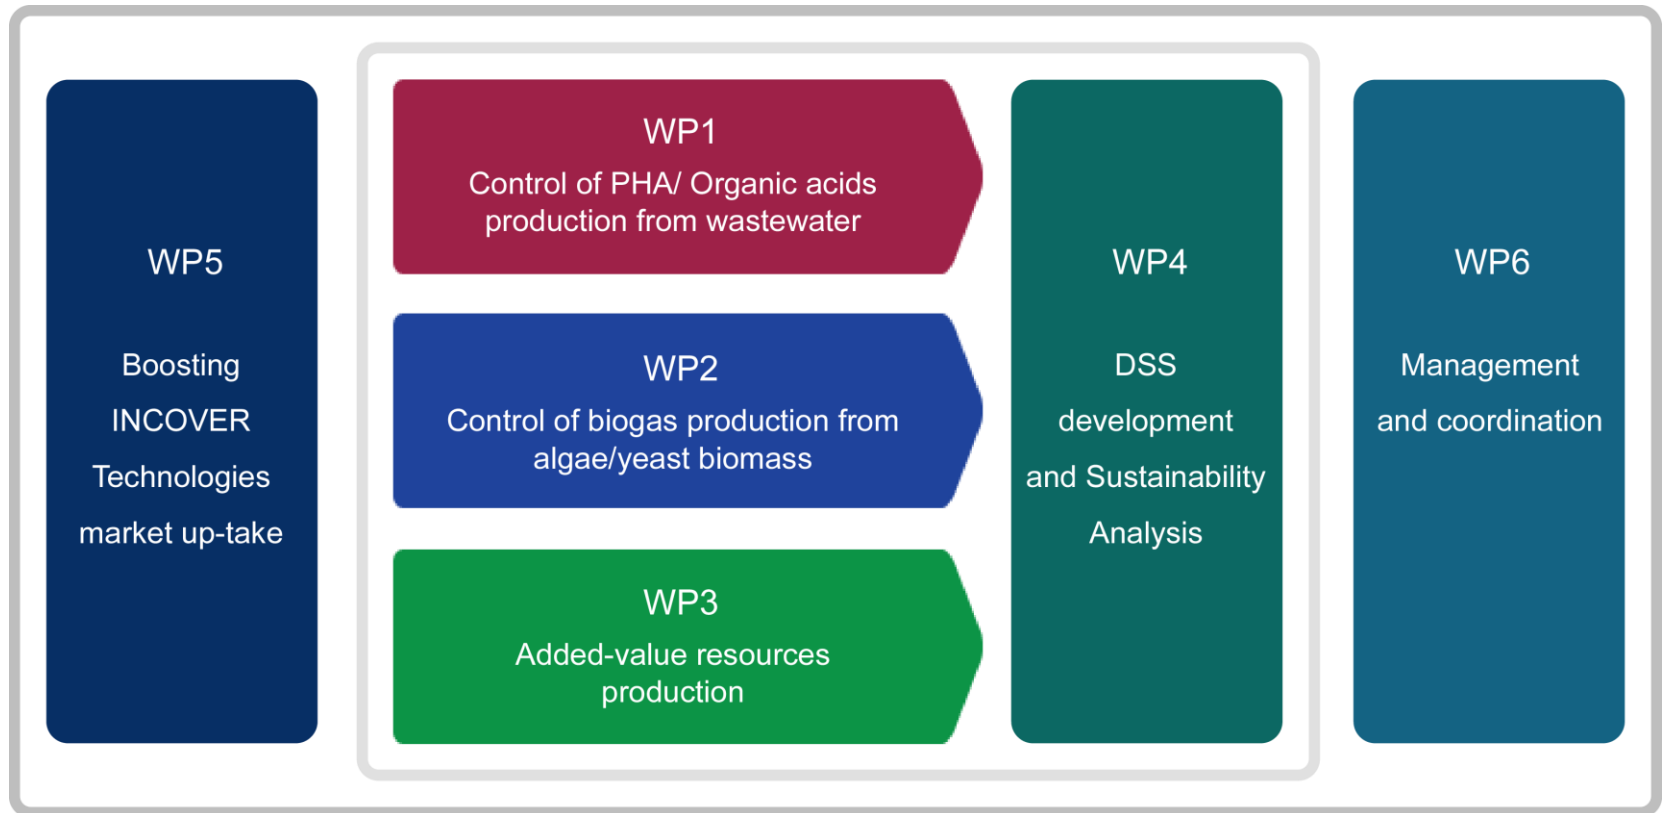 WP5
Boosting
INCOVER
Technologies
market up-take
WP1
Control of PHA/ Organic acids
production from wastewater
WP2
Control of biogas production from
algae/yeast biomass
WP3
Added-value resources
production
WP4
DSS
development
and Sustainability
Analysis
WP6
Management
and coordination